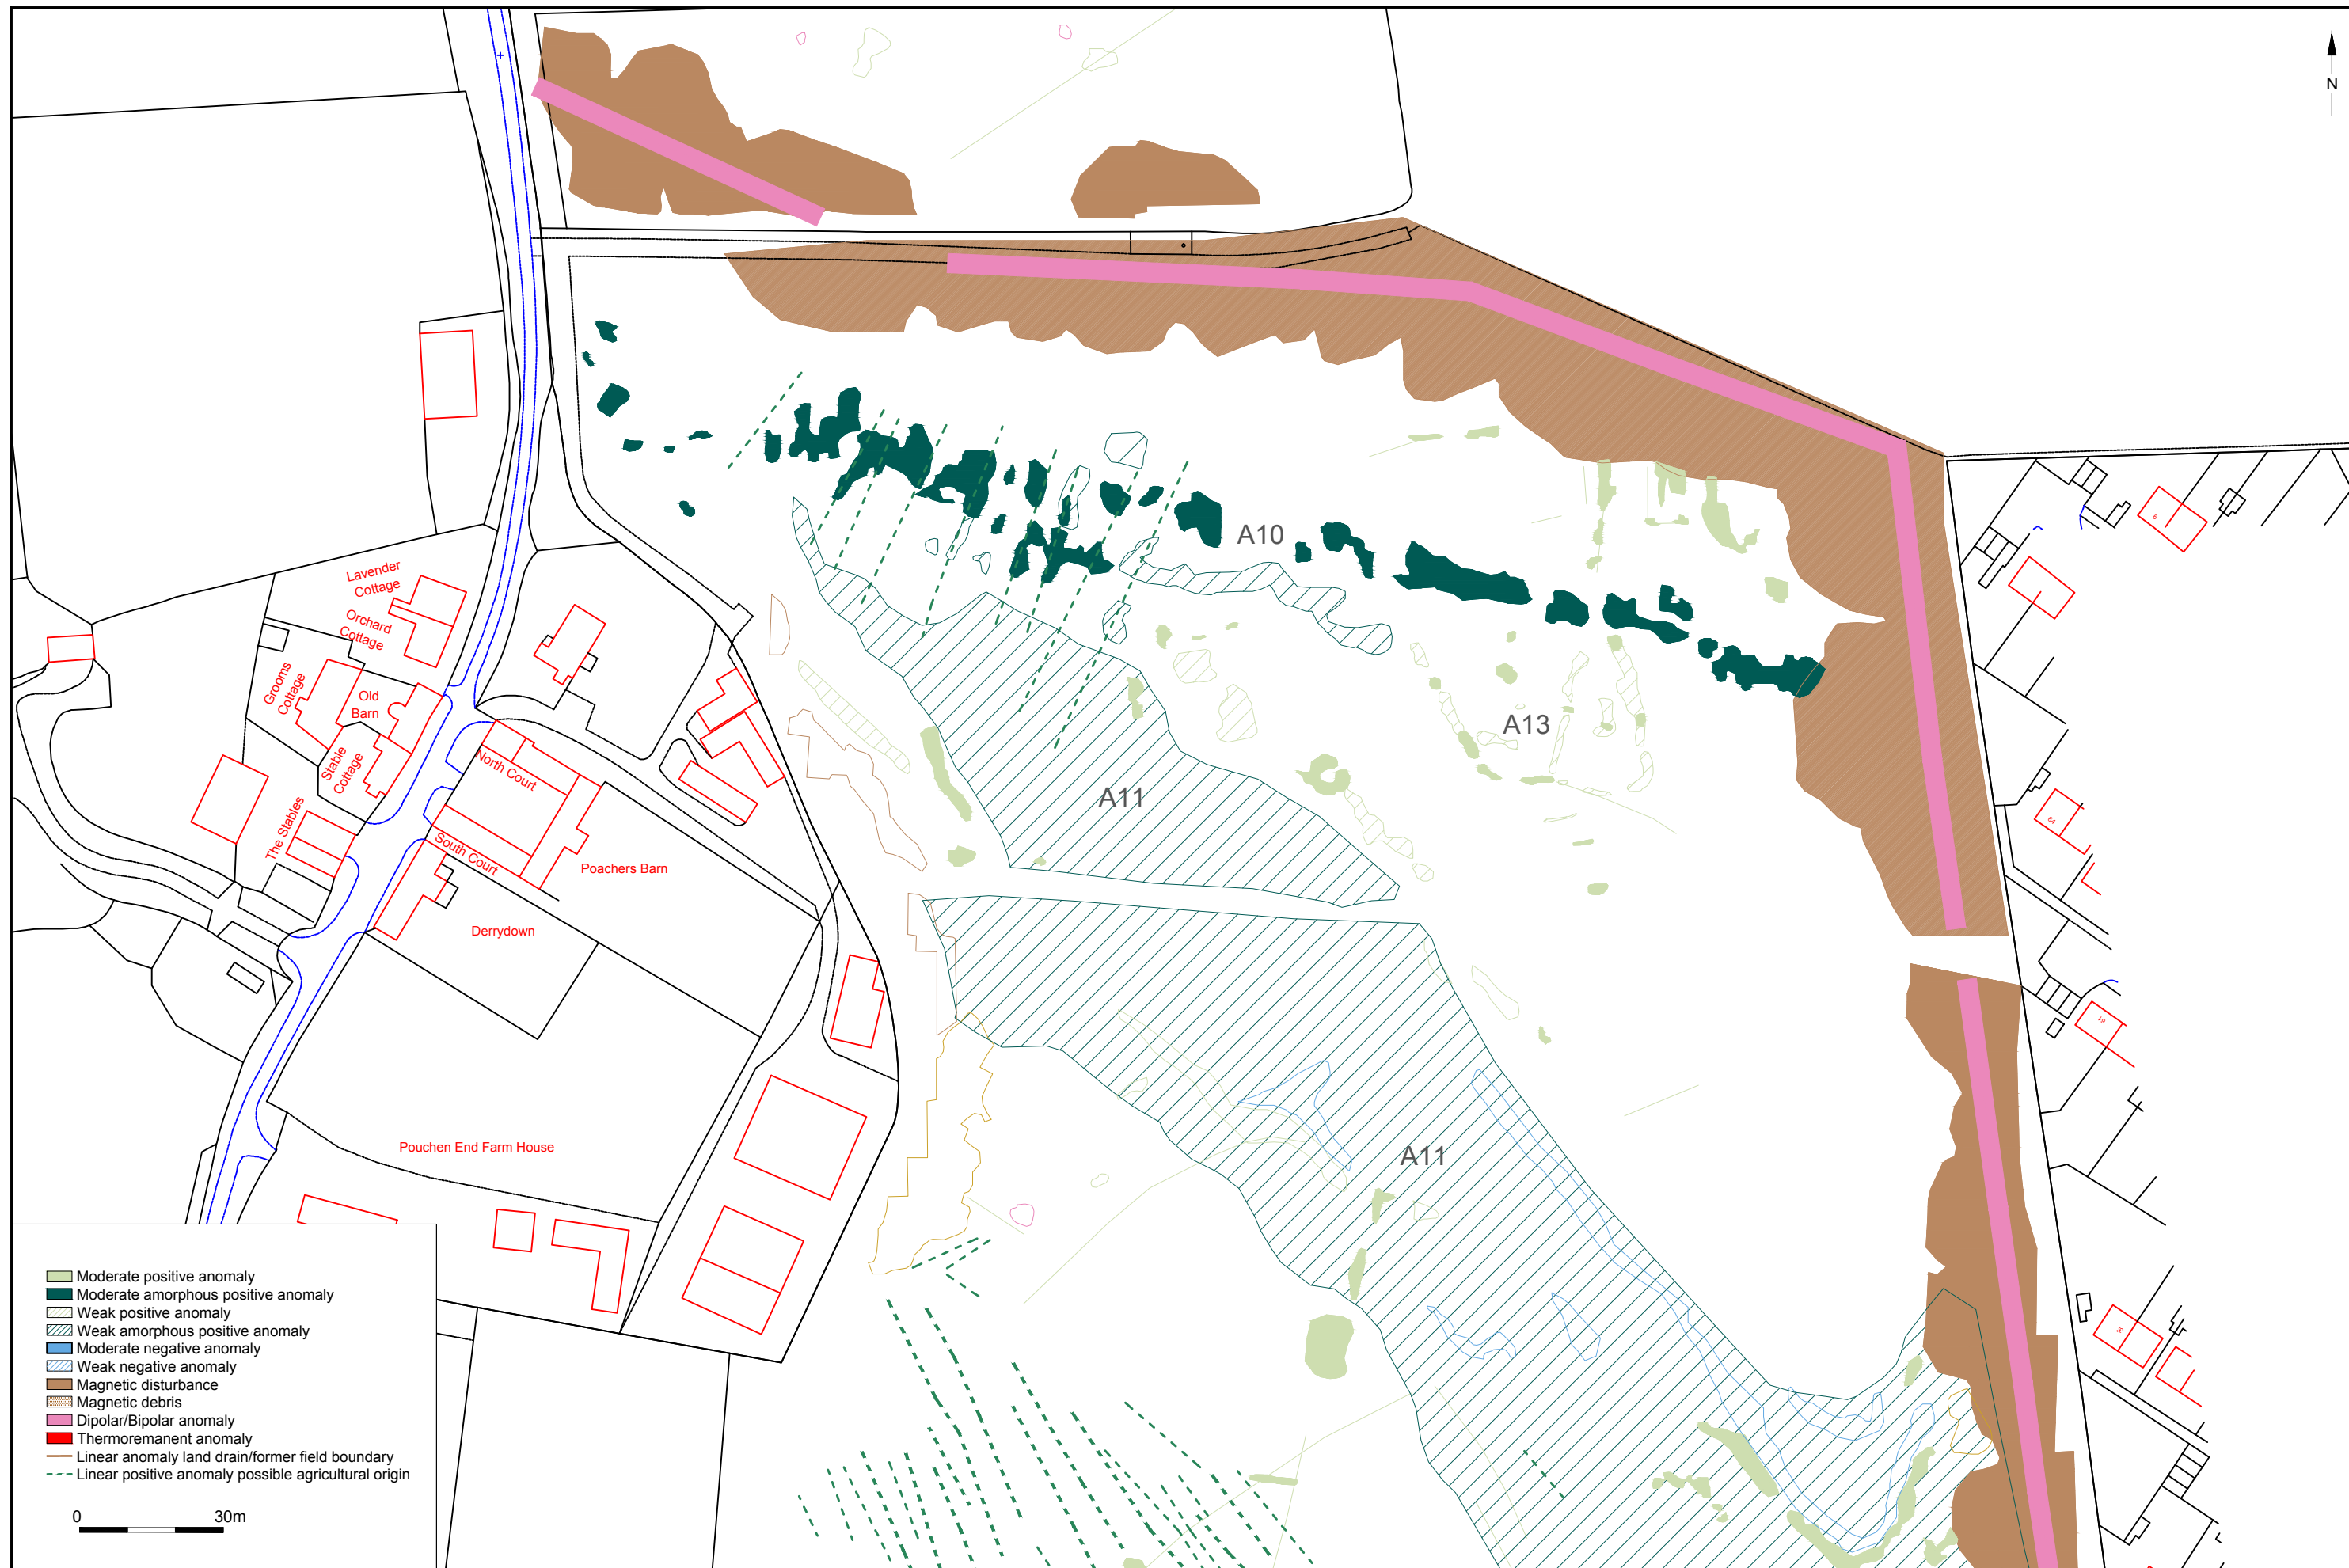 N
6
Lavender
Cottage
Orchard
Cottage
Grooms
Cottage
Old
Barn
Stable
Cottage
The Stables
North Court
South Court
Poachers Barn
Derrydown
Pouchen End Farm House
A10
A13
A11
A11
64
Moderate positive anomaly
Moderate amorphous positive anomaly
Weak positive anomaly
Weak amorphous positive anomaly
Moderate negative anomaly
Weak negative anomaly
Magnetic disturbance
Magnetic debris
Dipolar/Bipolar anomaly
Thermoremanent anomaly
Linear anomaly land drain/former field boundary
Linear positive anomaly possible agricultural origin
0 30m